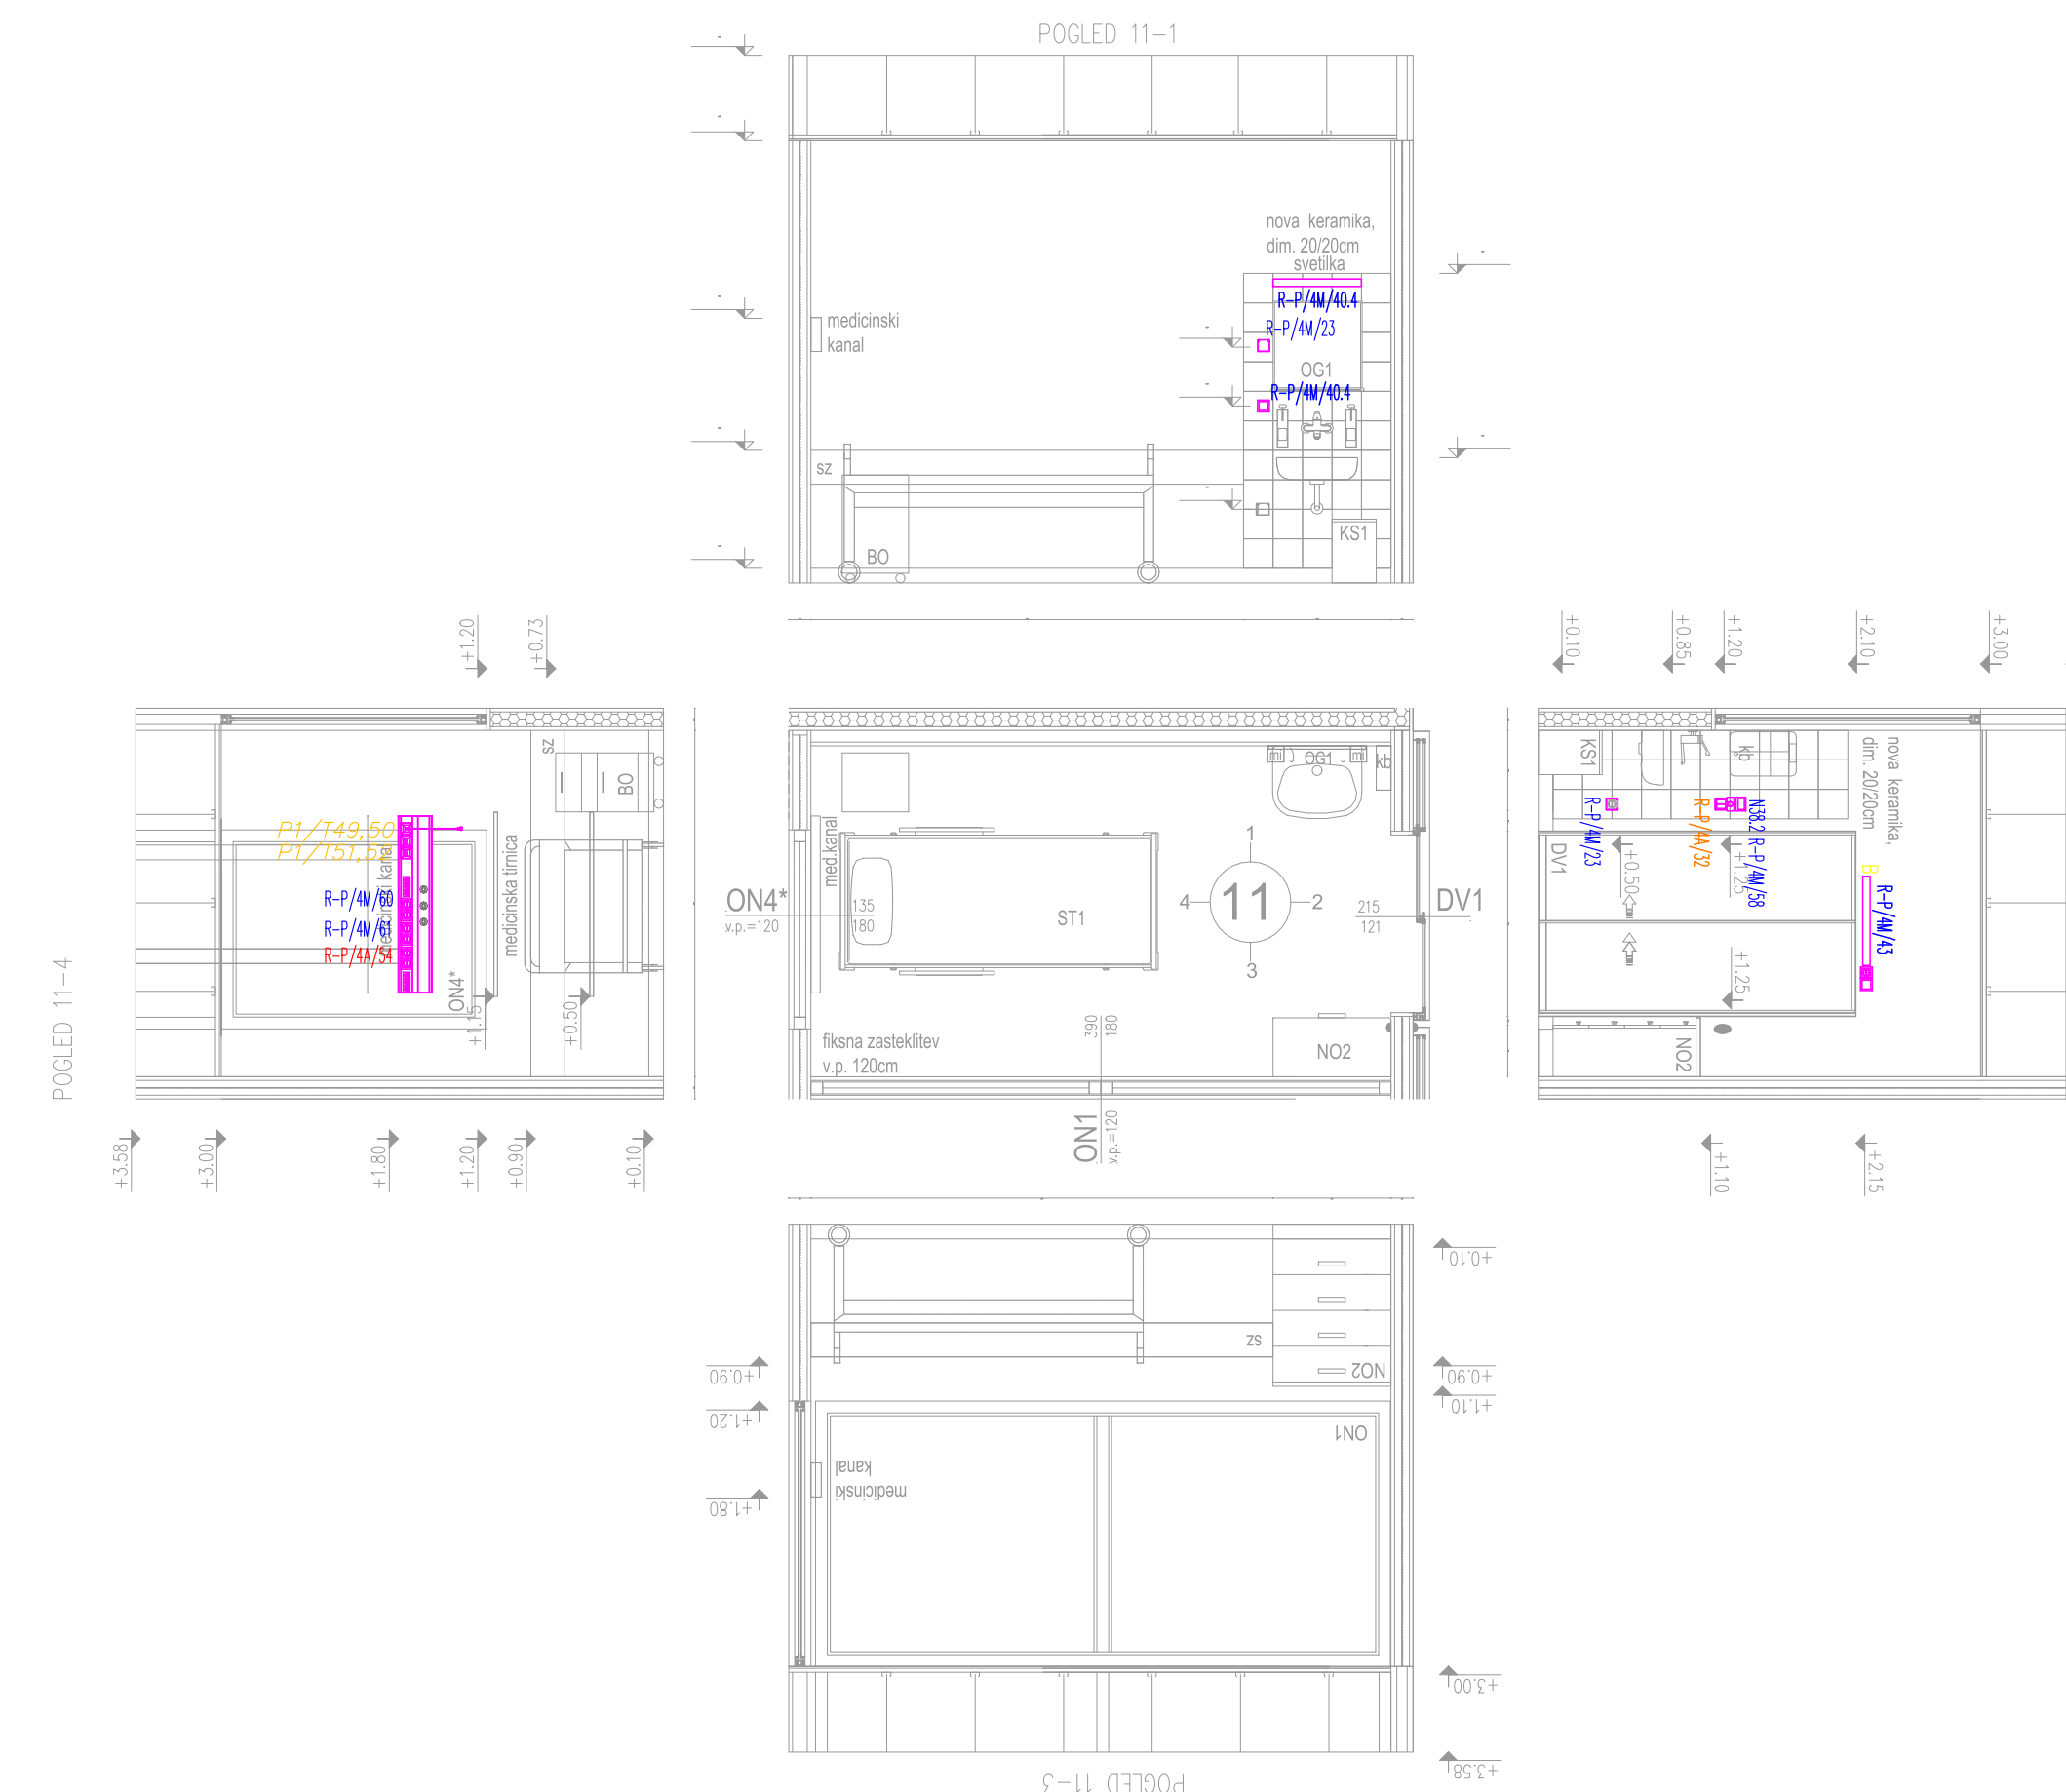 POGLED 11-1
nova keramika,
dim. 20/20cm
svetilka
R-P/4M/40.4
R-P/4M/23
medicinski
kanal
OG1
R-P/4M/40.4
sz
BO
KS1
POGLED 11-4
+1.20
+0.73
sz
BO
P1/T49,50
medicinski kanal
medicinska tirnica
R-P/4M/60
R-P/4M/61
R-P/4A/54
ON4*
+1.15
+0.50
+3.58
+3.00
+1.80
+1.20
+0.90
+0.10
mi
OG1
mi
kb
med.kanal
ON4*
v.p.=120
135
180
ST1
1
4
11
2
3
215
121
DV1
fiksna zasteklitev
v.p. 120cm
390
180
NO2
ON1
v.p.=120
+0.10
+0.85
+1.20
+2.10
+3.00
KS1
kb
nova keramika,
dim. 20/20cm
R-P/4M/23
R-P/4A/32
N38.2 R-P/4M/58
DV1
+0.50
+1.25
B
R-P/4M/43
+1.25
NO2
+1.10
+2.15
+0.10
sz
NO2
+0.90
+0.90
+1.10
+1.20
ON1
medicinski
kanal
+1.80
+3.00
+3.58
POGLED 11-3